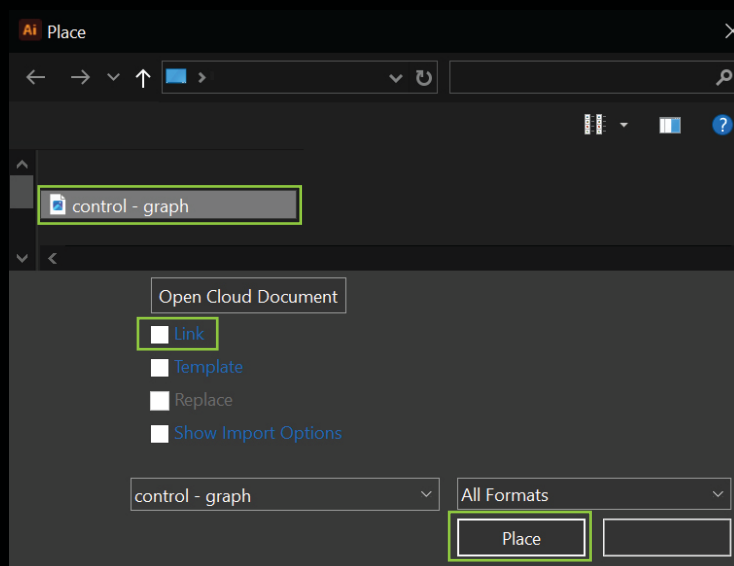 Ai Place
control - graph
Open Cloud Document
Link
Template
Replace
Show Import Options
control - graph All Formats
Place